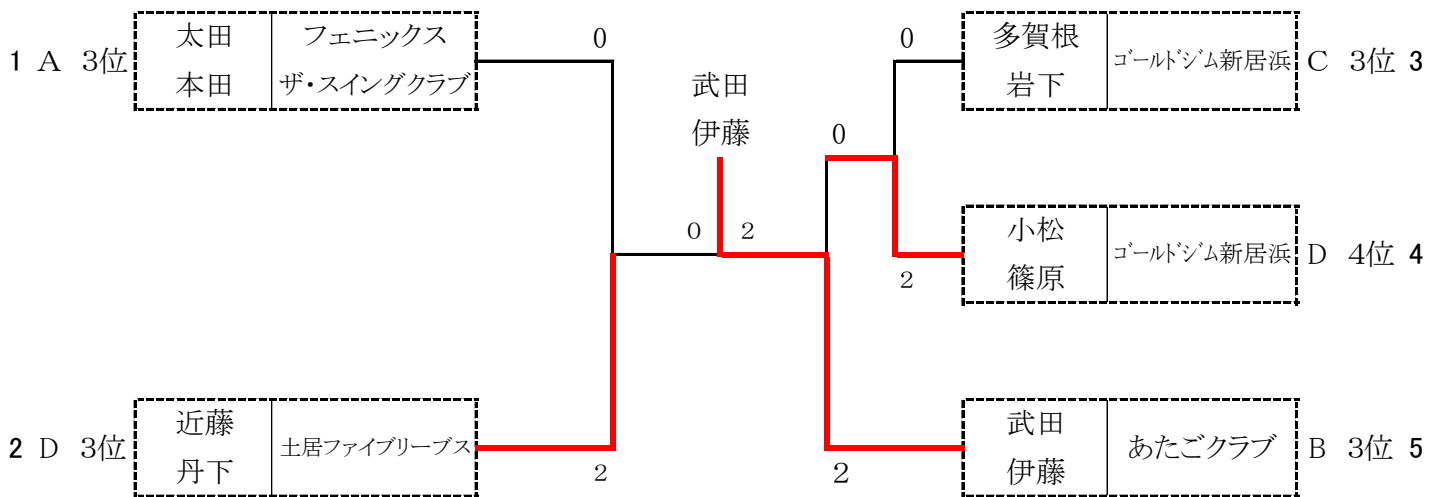 1 A 3位
太田
本田
フェニックス
ザ・スイングクラブ
0
2 D 3位
近藤
丹下
土居ファイブリーブス
2
武田
伊藤
0 2
0
多賀根
岩下
ｺﾞｰﾙﾄﾞｼﾞﾑ新居浜
C 3位 3
0
小松
篠原
ｺﾞｰﾙﾄﾞｼﾞﾑ新居浜
D 4位 4
2
武田
伊藤
あたごクラブ
B 3位 5
2